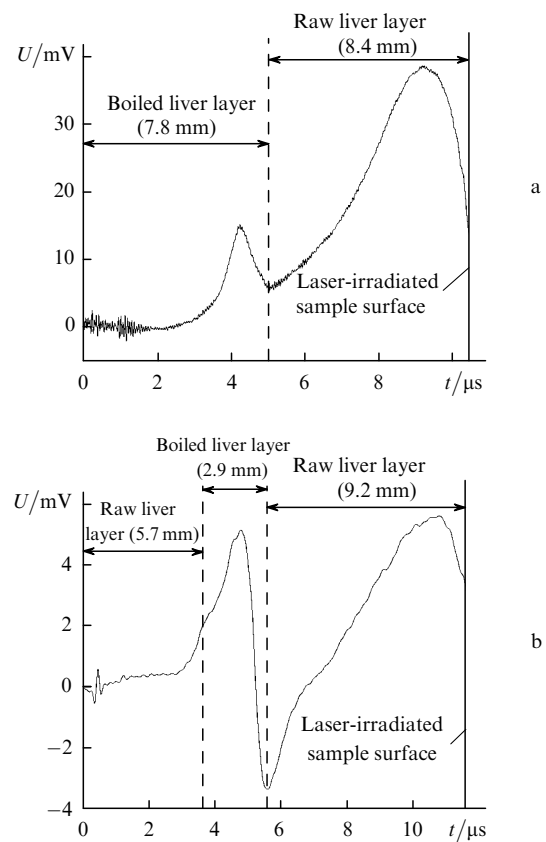 Raw liver layer
(8.4 mm)
U/mV
Boiled liver layer
(7.8 mm)
30
20
10
0
Laser-irradiated
sample surface
0
2
4
6
8
t/μs
a
Boiled liver layer
(2.9 mm)
Raw liver layer
(9.2 mm)
U/mV
Raw liver
layer (5.7 mm)
4
2
0
−2
−4
Laser-irradiated
sample surface
0
2
4
6
8
10
t/μs
b